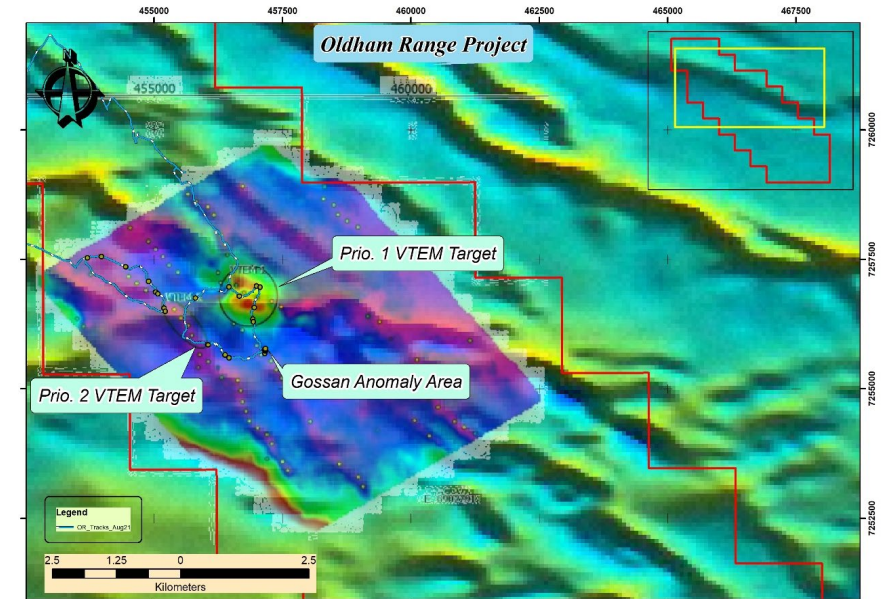 455000 457500 460000 462500 465000 467500
Oldham Range Project
N
455000 460000
7260000
Prio. 1 VTEM Target
7257500
Gossan Anomaly Area
Prio. 2 VTEM Target
7255000
7252500
Legend
OR_Tracks_Aug21
2.5 1.25 0 2.5
Kilometers